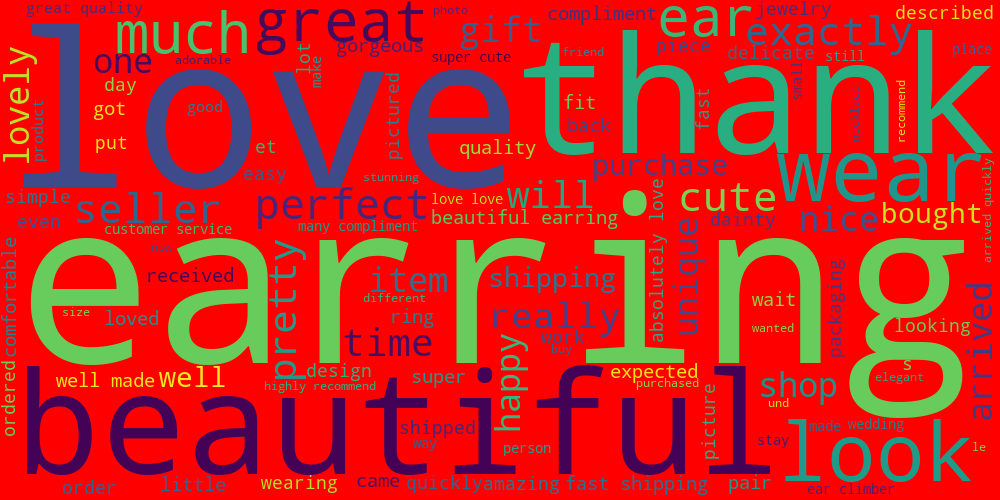 great quality
much
great
photo
gift
compliment
ear
jewelry
described
one
adorable
gorgeous
lot
make
super cute
piece
exactly
delicate
still
friend
place
lovely
love
thank
day
product
got
good
pictured
fit
fast
small
back
recommend
put
et
quality
easy
stunning
purchase
wear
arrived quickly
simple
seller
perfect
love love
will
cute
even
customer service
many compliment
beautiful earring
absolutely love
dainty
nice
bought
unique
earring
comfortable
received
pretty
item
shipping
different
size
loved
ring
really
work
buy
wait
wanted
packaging
looking
arrived
time
happy
ordered
well made
well
design
highly recommend
super
expected
purchased
shop
s
elegant
beautiful
und
look
shipped
way
person
picture
stay
made
wedding
le
order
little
wearing
came
quickly
amazing
fast shipping
pair
ear climber